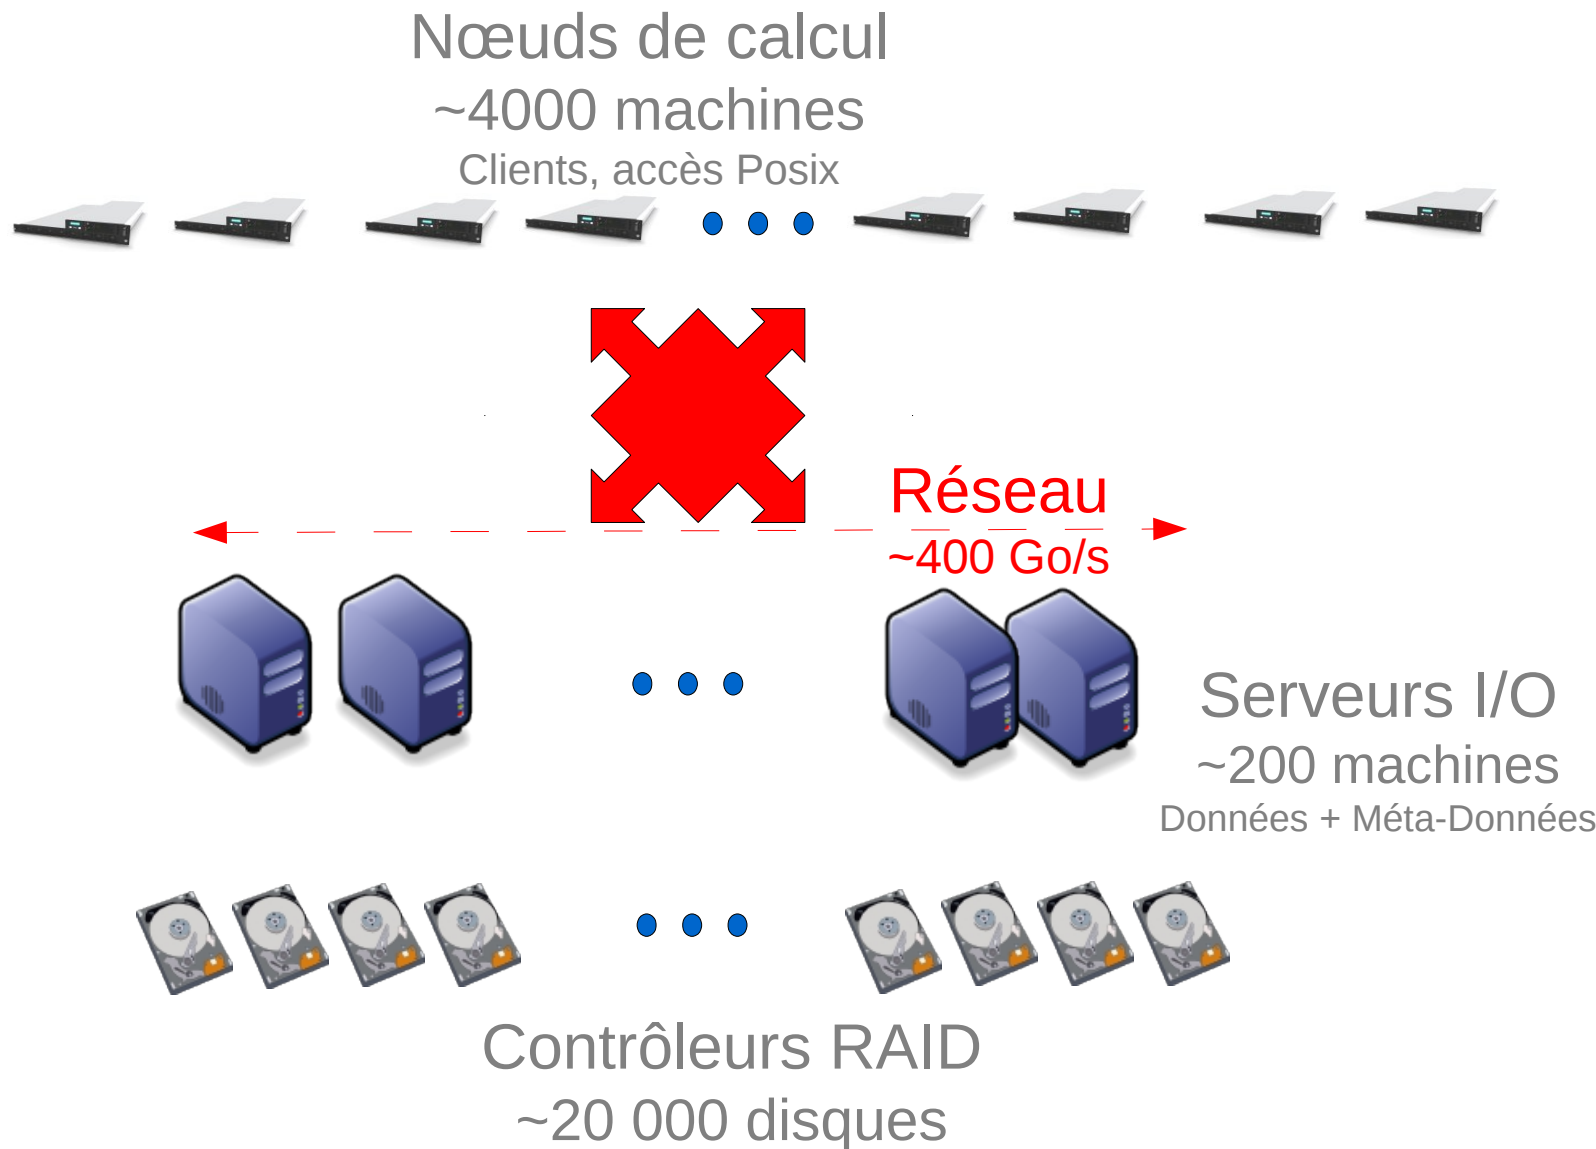 Nœuds de calcul
~4000 machines
Clients, accès Posix
Réseau
~400 Go/s
Serveurs I/O
~200 machines
Données + Méta-Données
Contrôleurs RAID
~20 000 disques